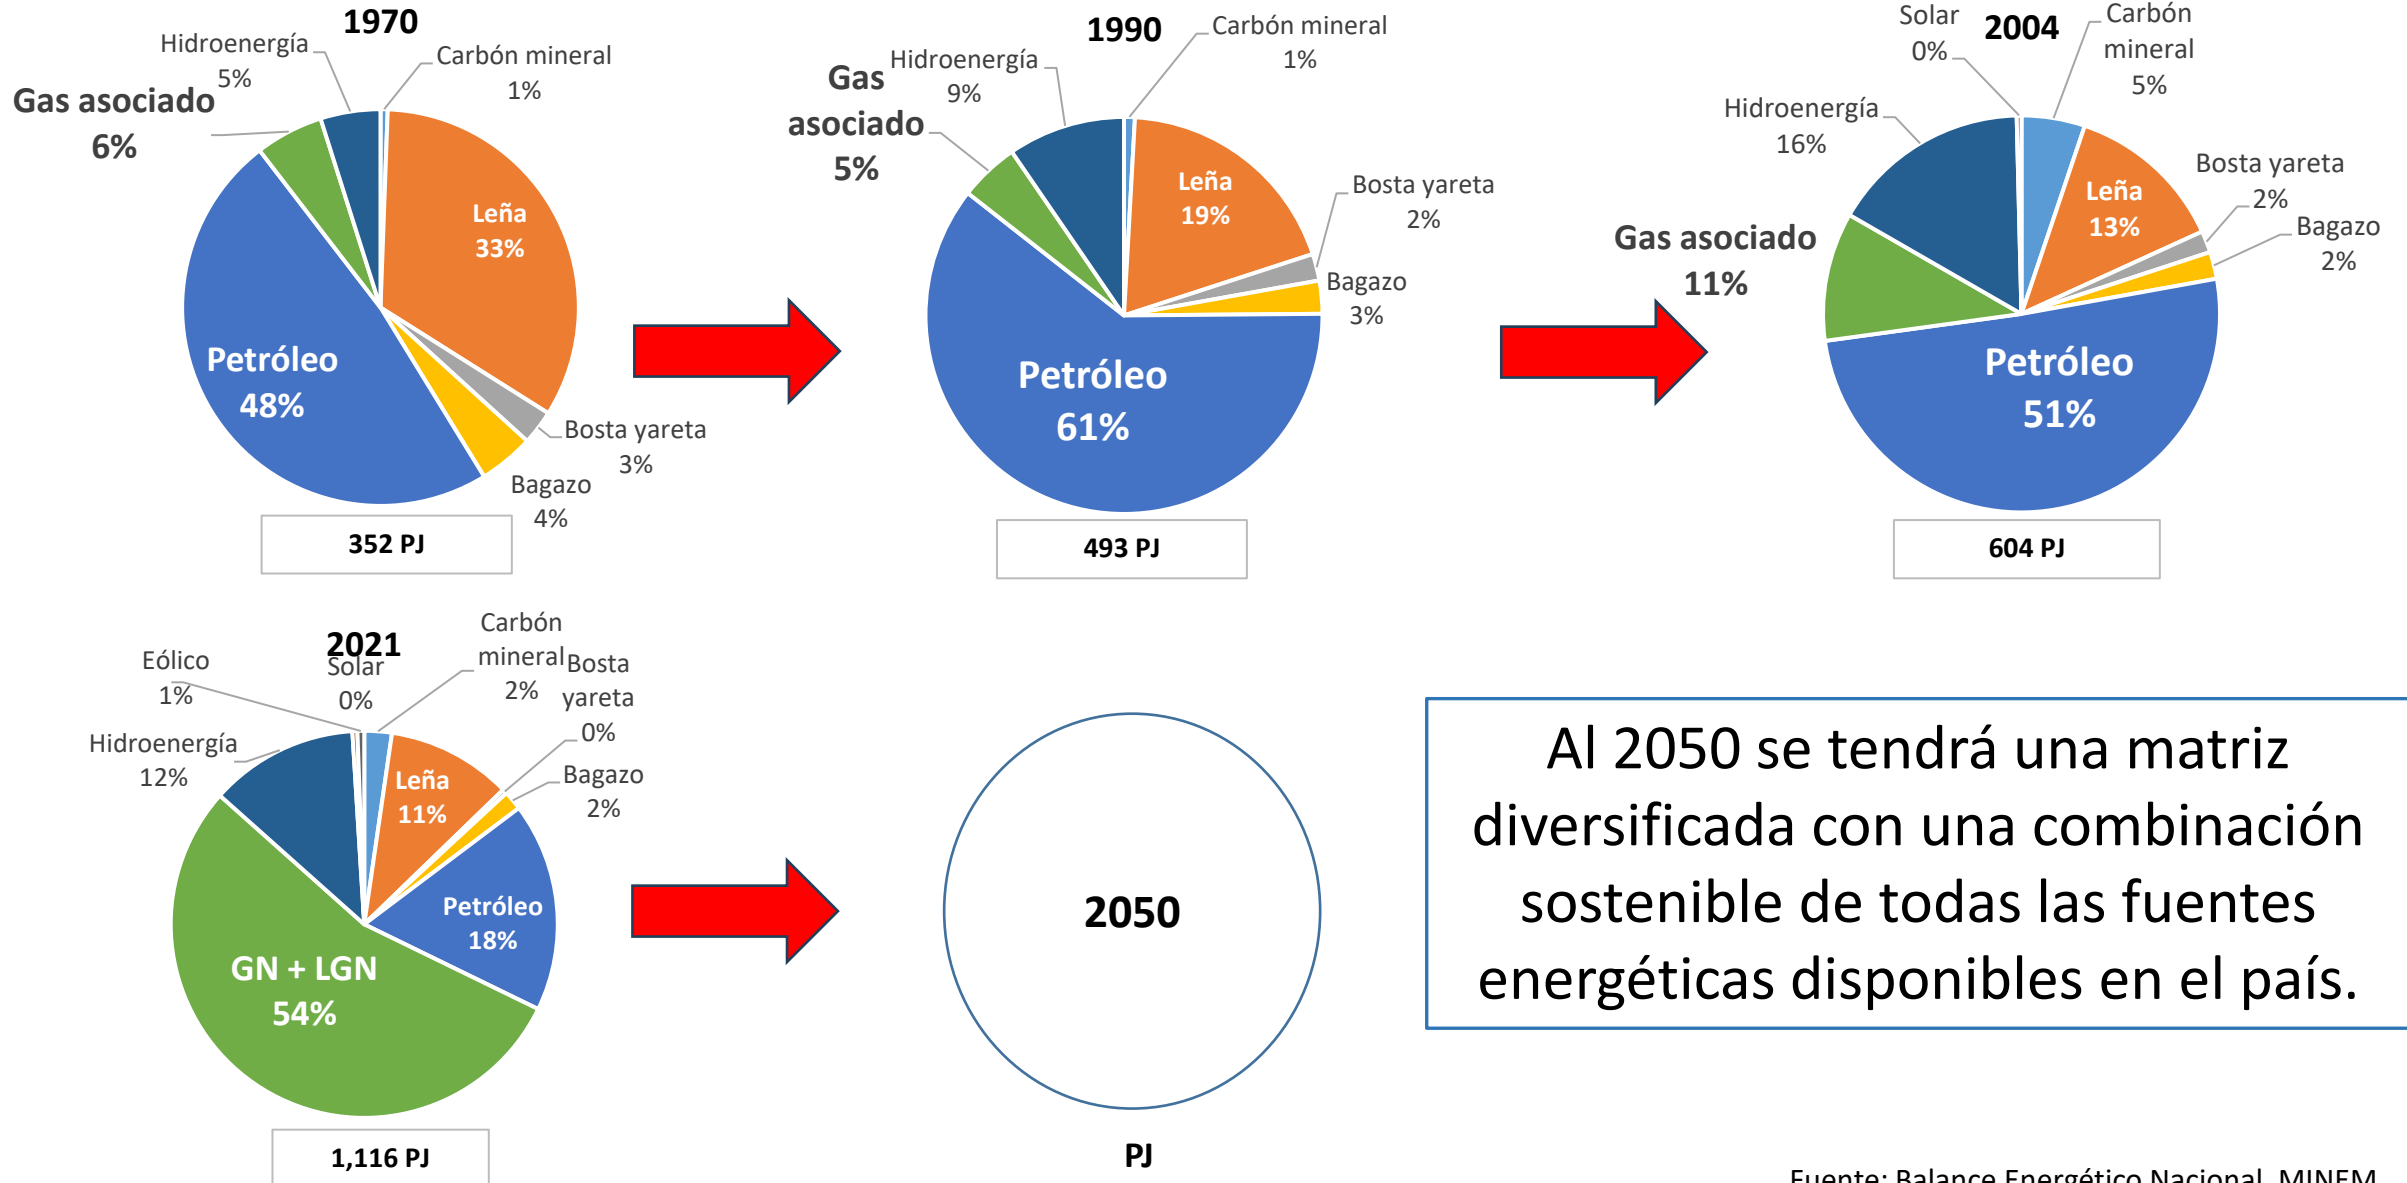 1970
Hidroenergía
5%
Carbón mineral
1%
Gas asociado
6%
Leña
33%
Petróleo
48%
Bosta yareta
3%
Bagazo
4%
352 PJ
1990
Carbón mineral
1%
Hidroenergía
9%
Gas
asociado
5%
Leña
19%
Bosta yareta
2%
Bagazo
3%
Petróleo
61%
493 PJ
2004
Solar
0%
Carbón
mineral
5%
Hidroenergía
16%
Leña
13%
Bosta yareta
2%
Bagazo
2%
Gas asociado
11%
Petróleo
51%
604 PJ
2021
Eólico
1%
Solar
0%
Carbón
mineral
2%
Bosta
yareta
0%
Hidroenergía
12%
Leña
11%
Bagazo
2%
Petróleo
18%
GN + LGN
54%
1,116 PJ
2050
PJ
Al 2050 se tendrá una matriz
diversificada con una combinación
sostenible de todas las fuentes
energéticas disponibles en el país.
Fuente: Balance Energético Nacional, MINEM